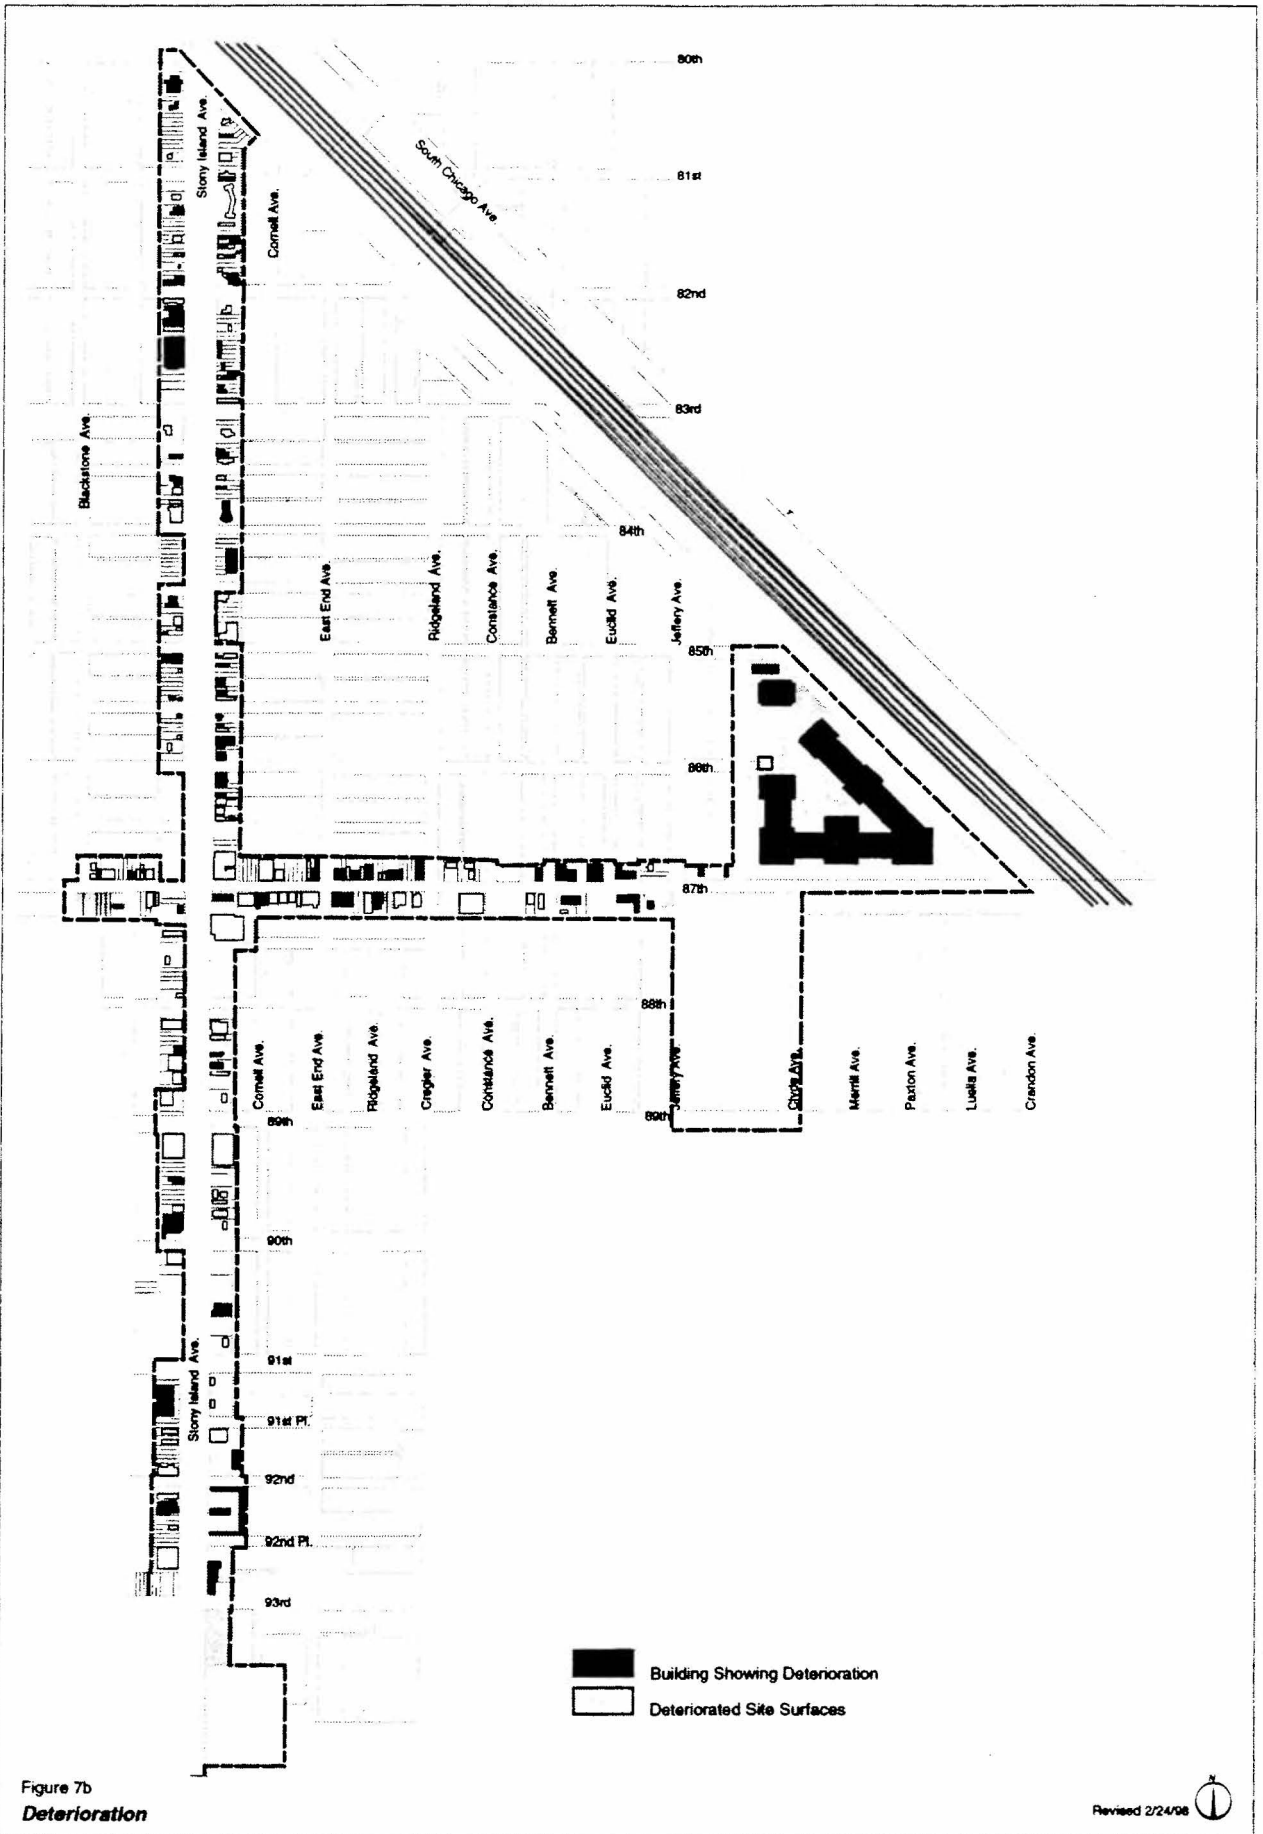 80th
Stony Island Ave.
South Chicago Ave.
81st
Cornell Ave.
82nd
83rd
Blackstone Ave.
84th
East End Ave.
Ridgeland Ave.
Constance Ave.
Bennett Ave.
Euclid Ave.
Jeffery Ave.
85th
86th
87th
88th
Cornell Ave.
East End Ave.
Ridgeland Ave.
Cregier Ave.
Constance Ave.
Bennett Ave.
Euclid Ave.
Jeffery Ave.
Clyde Ave.
Merrill Ave.
Paxton Ave.
Luella Ave.
Crandon Ave.
89th
89th
90th
Stony Island Ave.
91st
91st Pl.
92nd
92nd Pl.
93rd
Building Showing Deterioration
Deteriorated Site Surfaces
Figure 7b
Deterioration
N
Revised 2/24/98